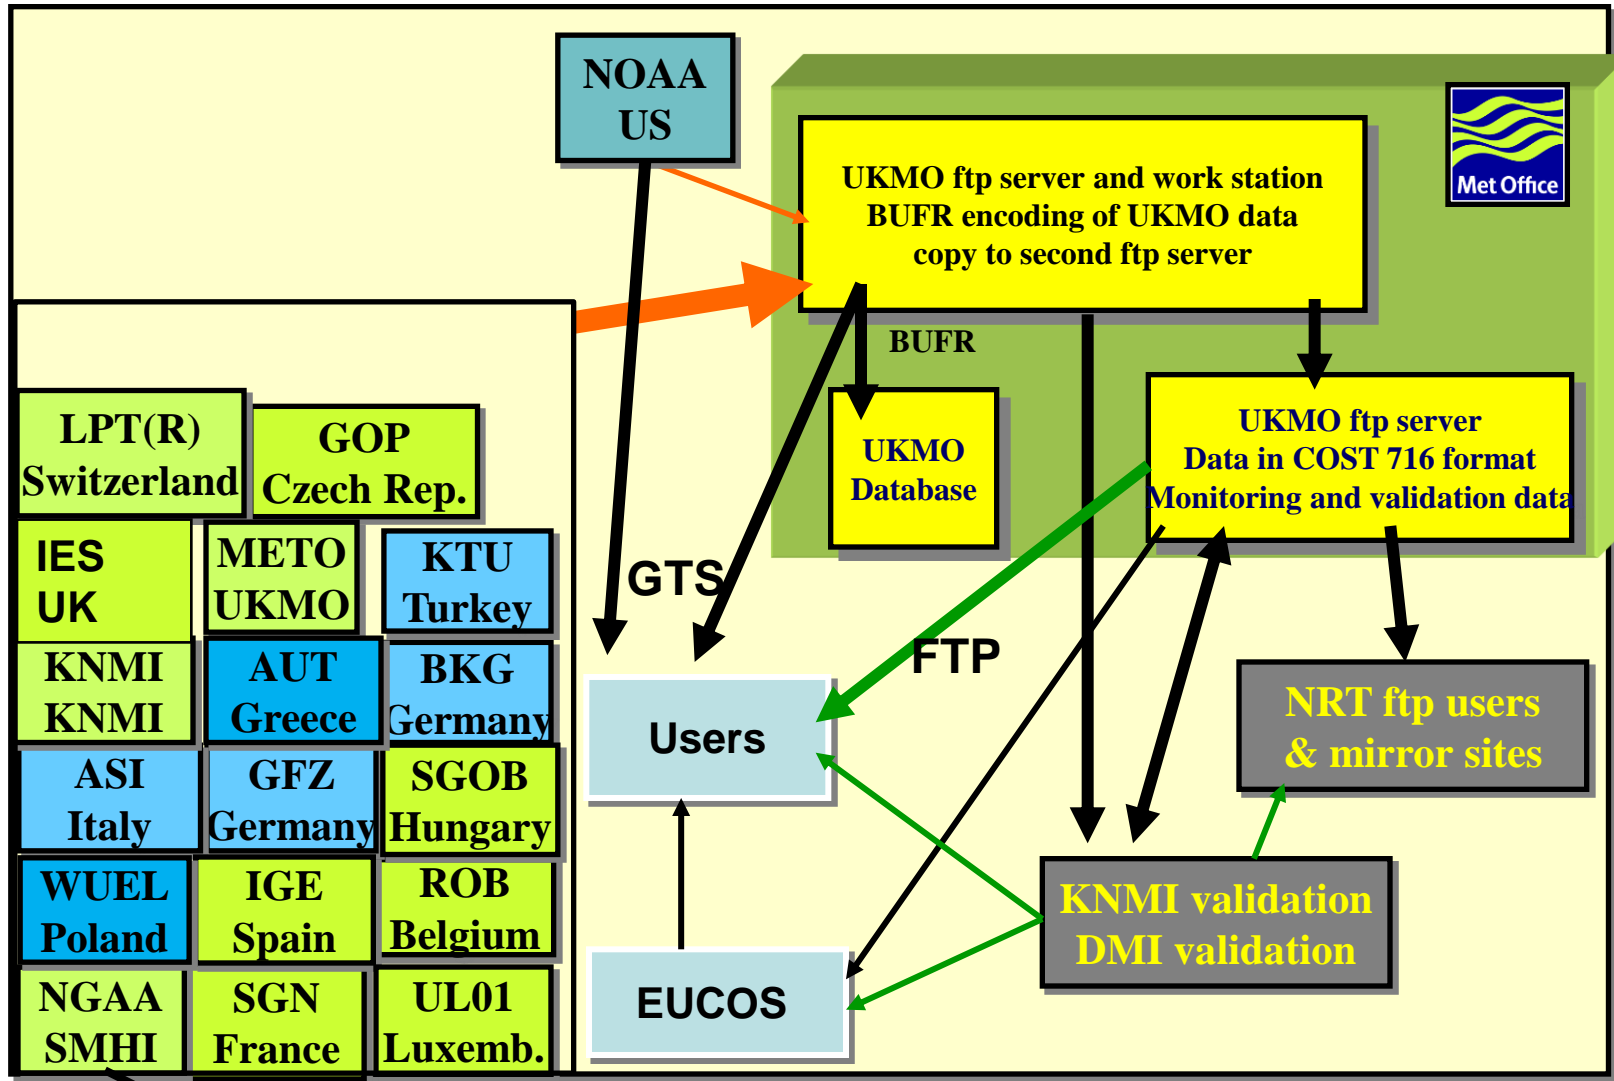 NOAA
US
UKMO ftp server and work station
BUFR encoding of UKMO data
copy to second ftp server
Met Office
BUFR
UKMO
Database
UKMO ftp server
Data in COST 716 format
Monitoring and validation data
LPT(R)
Switzerland
GOP
Czech Rep.
IES
UK
METO
UKMO
KTU
Turkey
KNMI
KNMI
AUT
Greece
BKG
Germany
ASI
Italy
GFZ
Germany
SGOB
Hungary
WUEL
Poland
IGE
Spain
ROB
Belgium
NGAA
SMHI
SGN
France
UL01
Luxemb.
GTS
FTP
Users
EUCOS
NRT ftp users
& mirror sites
KNMI validation
DMI validation